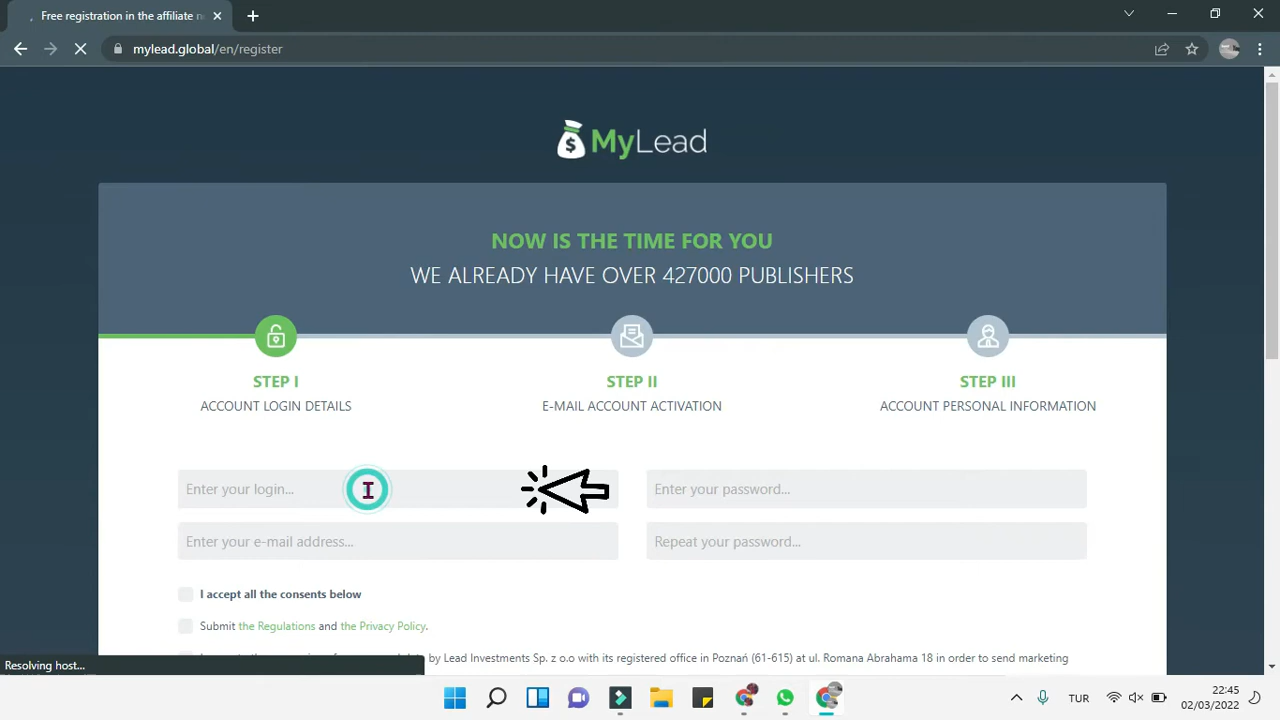 Free registration in the affiliate n
mylead.global/en/register
MyLead
NOW IS THE TIME FOR YOU
WE ALREADY HAVE OVER 427000 PUBLISHERS
STEP I
STEP II
STEP III
ACCOUNT LOGIN DETAILS
E-MAIL ACCOUNT ACTIVATION
ACCOUNT PERSONAL INFORMATION
Enter your login...
Enter your password...
Enter your e-mail address...
Repeat your password...
I accept all the consents below
Submit the Regulations and the Privacy Policy.
by Lead Investments Sp. z o.o with its registered office in Poznań (61-615) at ul. Romana Abrahama 18 in order to send marketing
Resolving host...
TUR
22:45
02/03/2022